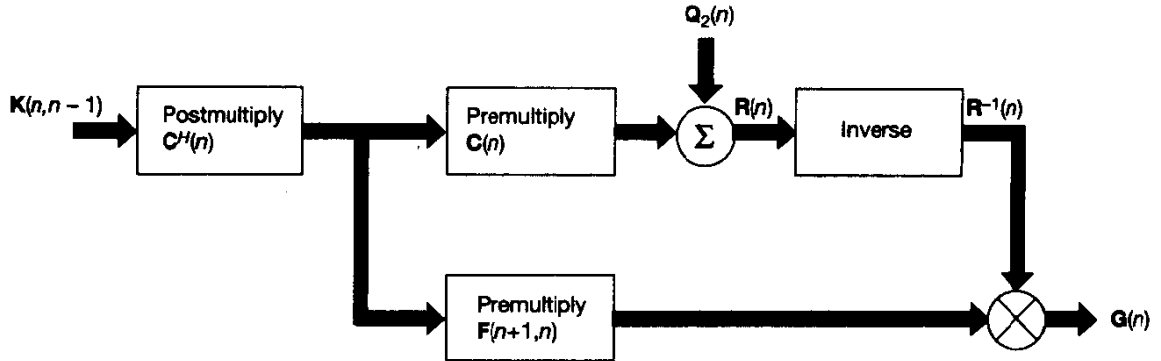 Q₂(n)
K(n, n − 1)
Postmultiply
Cᴴ(n)
Premultiply
C(n)
Σ
R(n)
Inverse
R⁻¹(n)
Premultiply
F(n+1, n)
G(n)